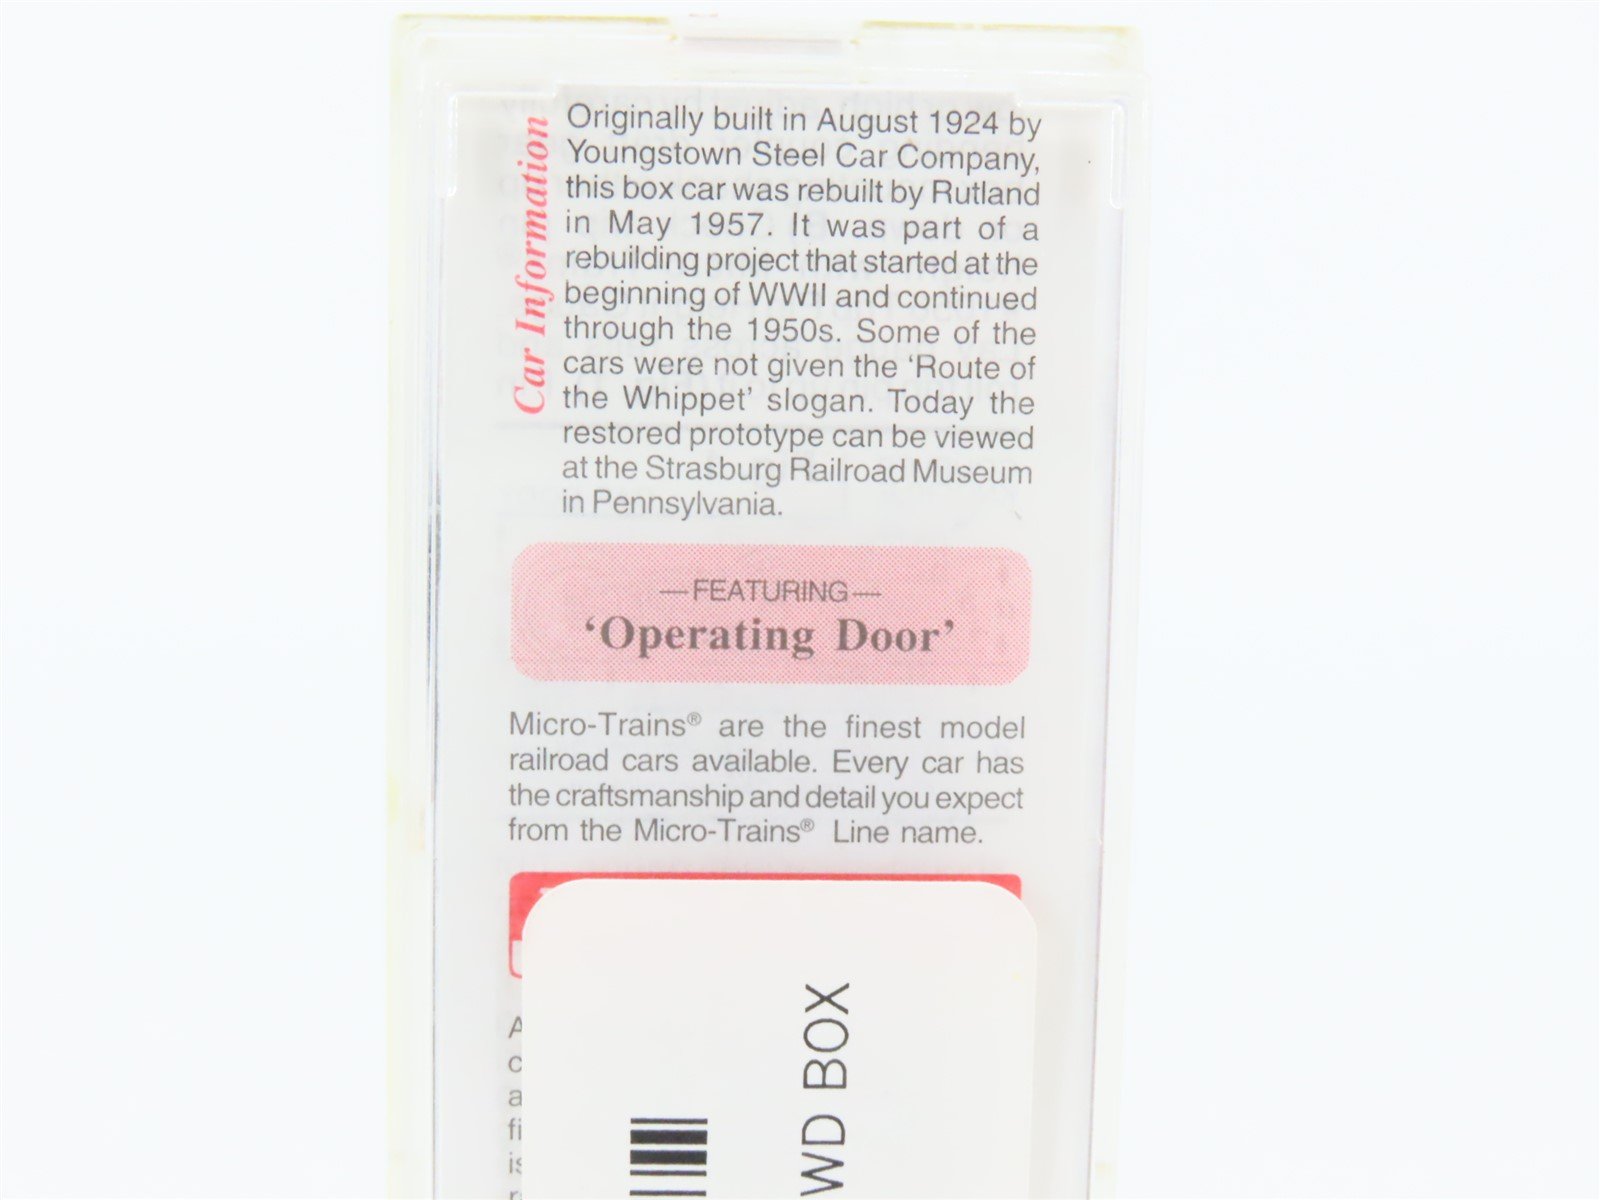 Car Information
Originally built in August 1924 by
Youngstown Steel Car Company,
this box car was rebuilt by Rutland
in May 1957. It was part of a
rebuilding project that started at the
beginning of WWII and continued
through the 1950s. Some of the
cars were not given the ‘Route of
the Whippet’ slogan. Today the
restored prototype can be viewed
at the Strasburg Railroad Museum
in Pennsylvania.
—FEATURING—
‘Operating Door’
Micro-Trains® are the finest model
railroad cars available. Every car has
the craftsmanship and detail you expect
from the Micro-Trains® Line name.
WD BOX